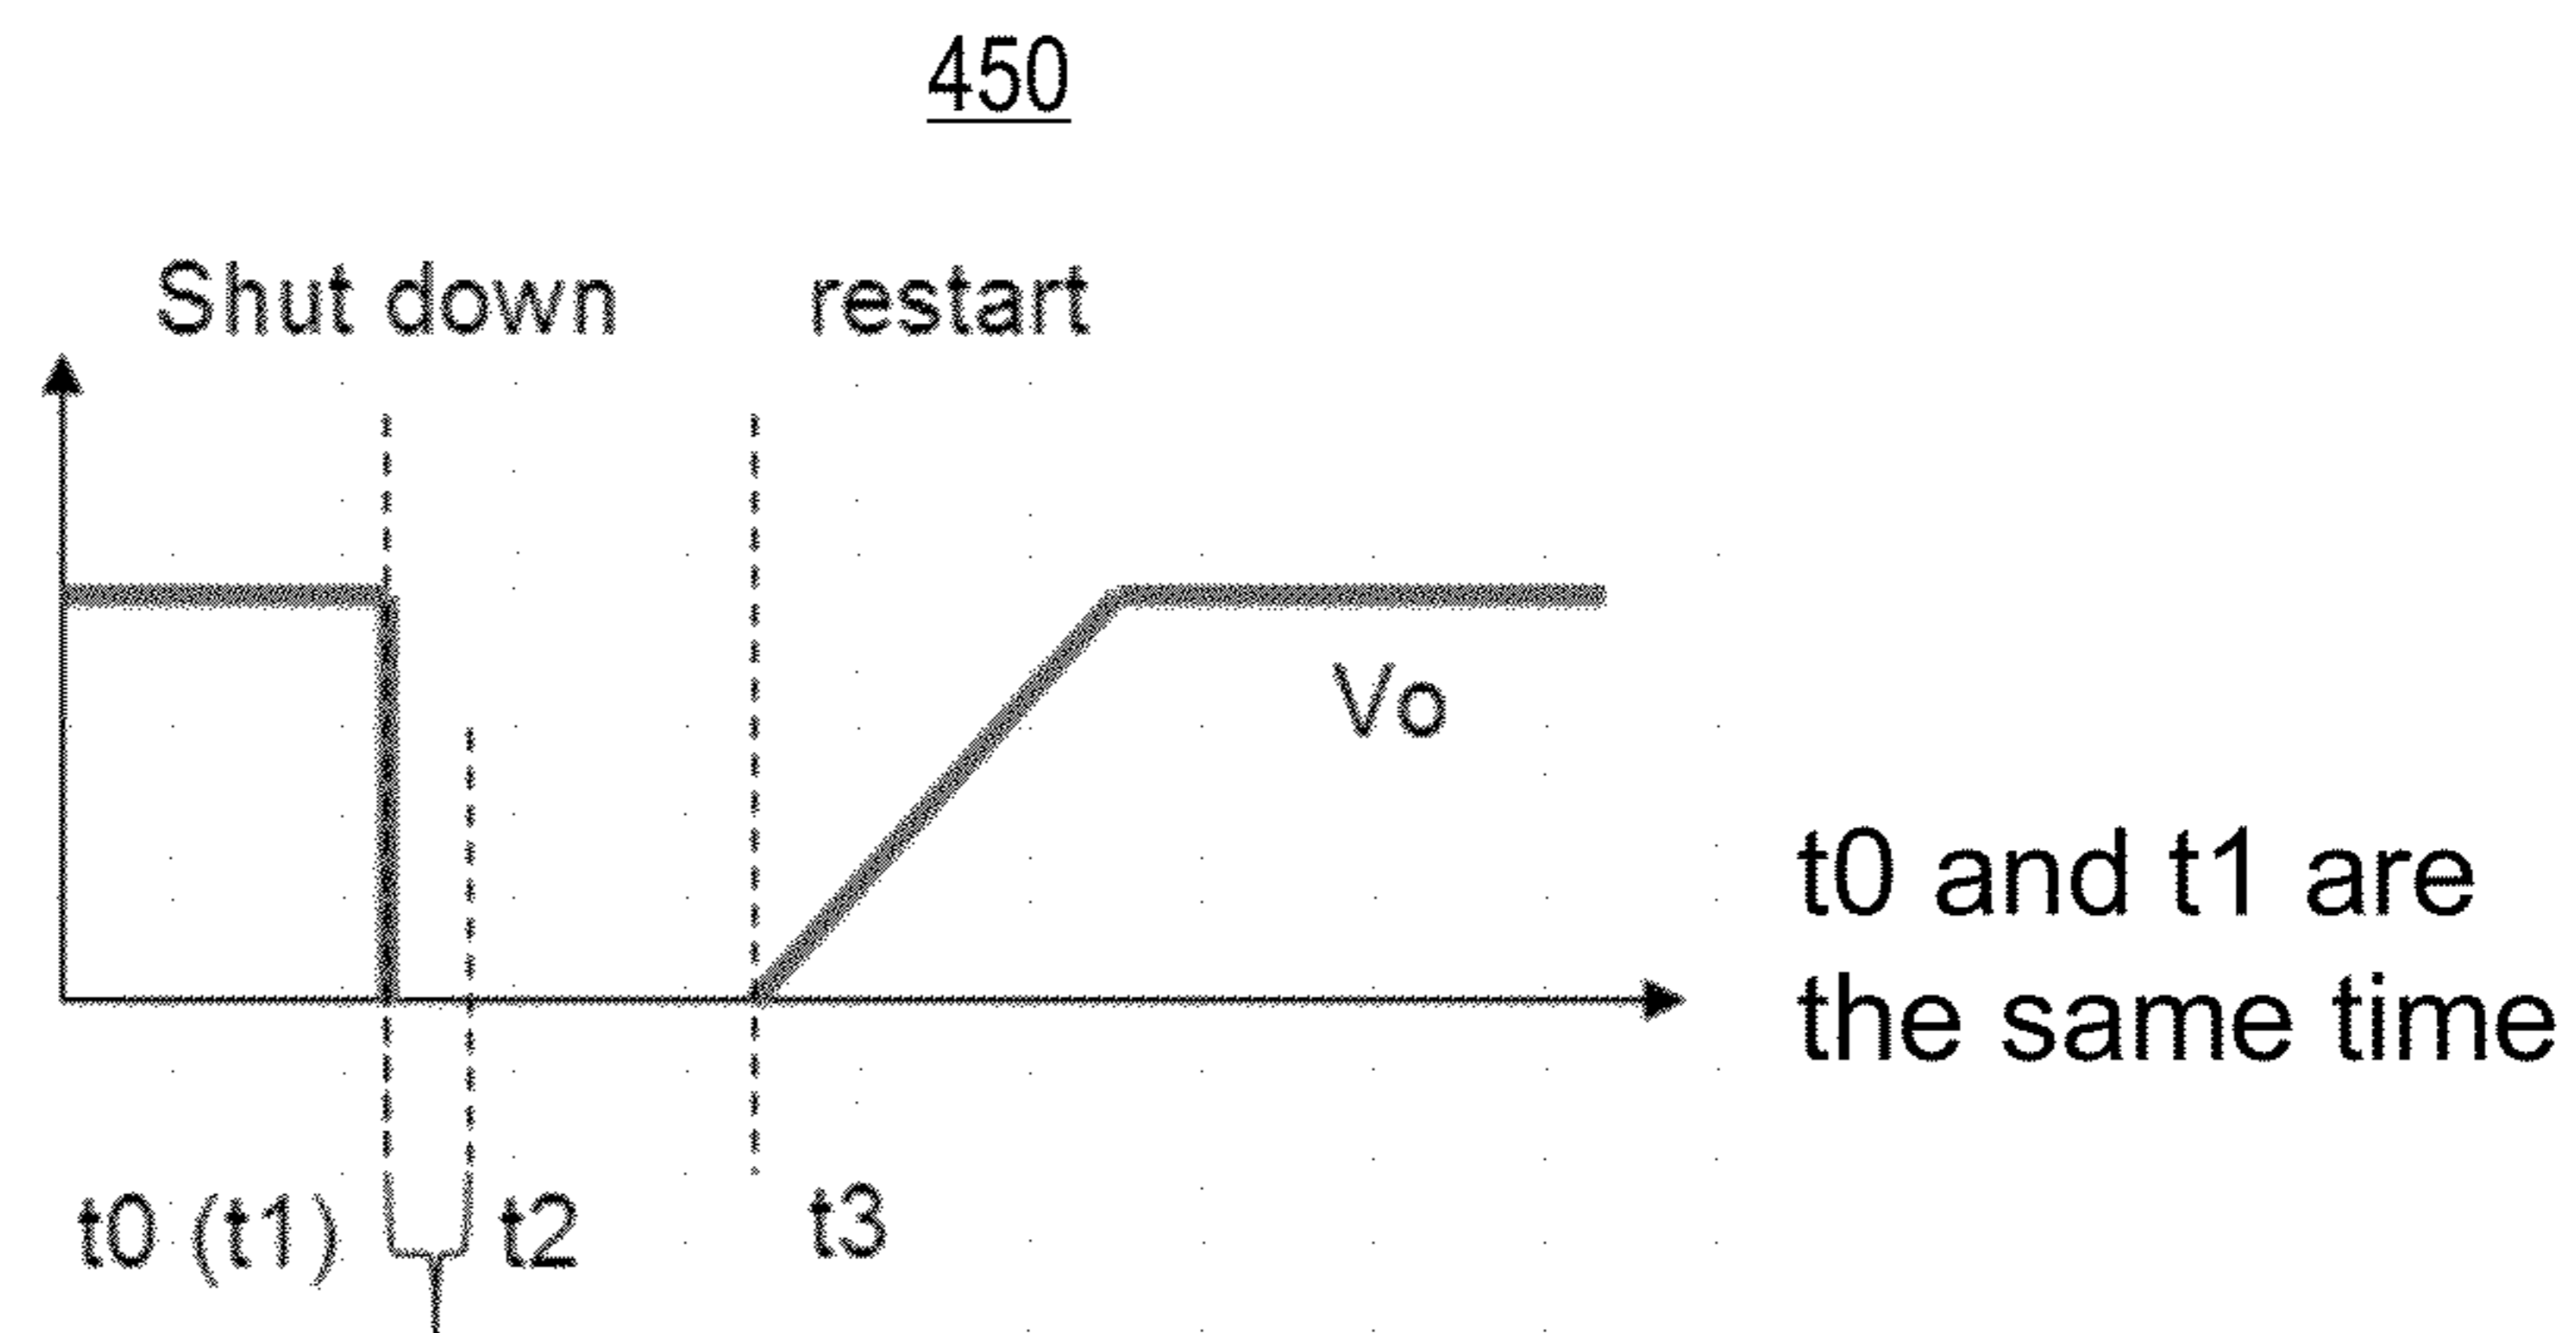 450
Shut down
restart
Vo
t0 and t1 are
the same time
t0 (t1)
t2
t3